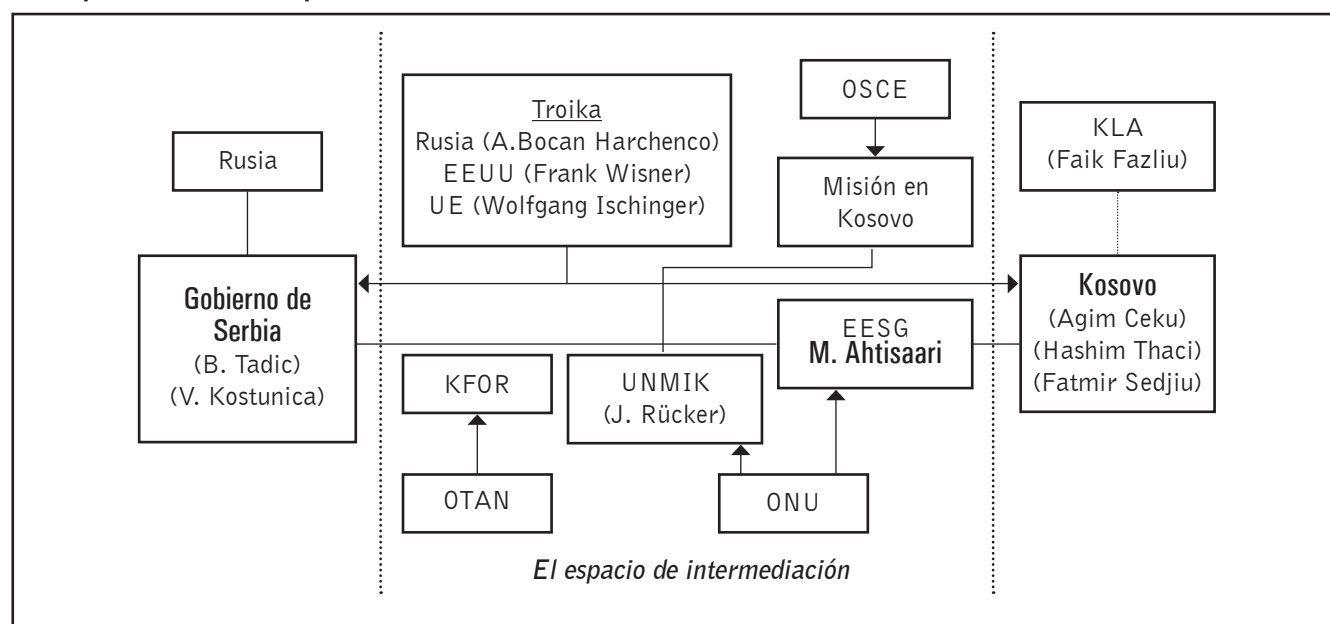 Rusia
Gobierno de
Serbia
(B. Tadic)
(V. Kostunica)
Troika
Rusia (A.Bocan Harchenco)
EEUU (Frank Wisner)
UE (Wolfgang Ischinger)
OSCE
Misión en
Kosovo
EESG
M. Ahtisaari
KFOR
UNMIK
(J. Rücker)
OTAN
ONU
El espacio de intermediación
KLA
(Faik Fazliu)
Kosovo
(Agim Ceku)
(Hashim Thaci)
(Fatmir Sedjiu)